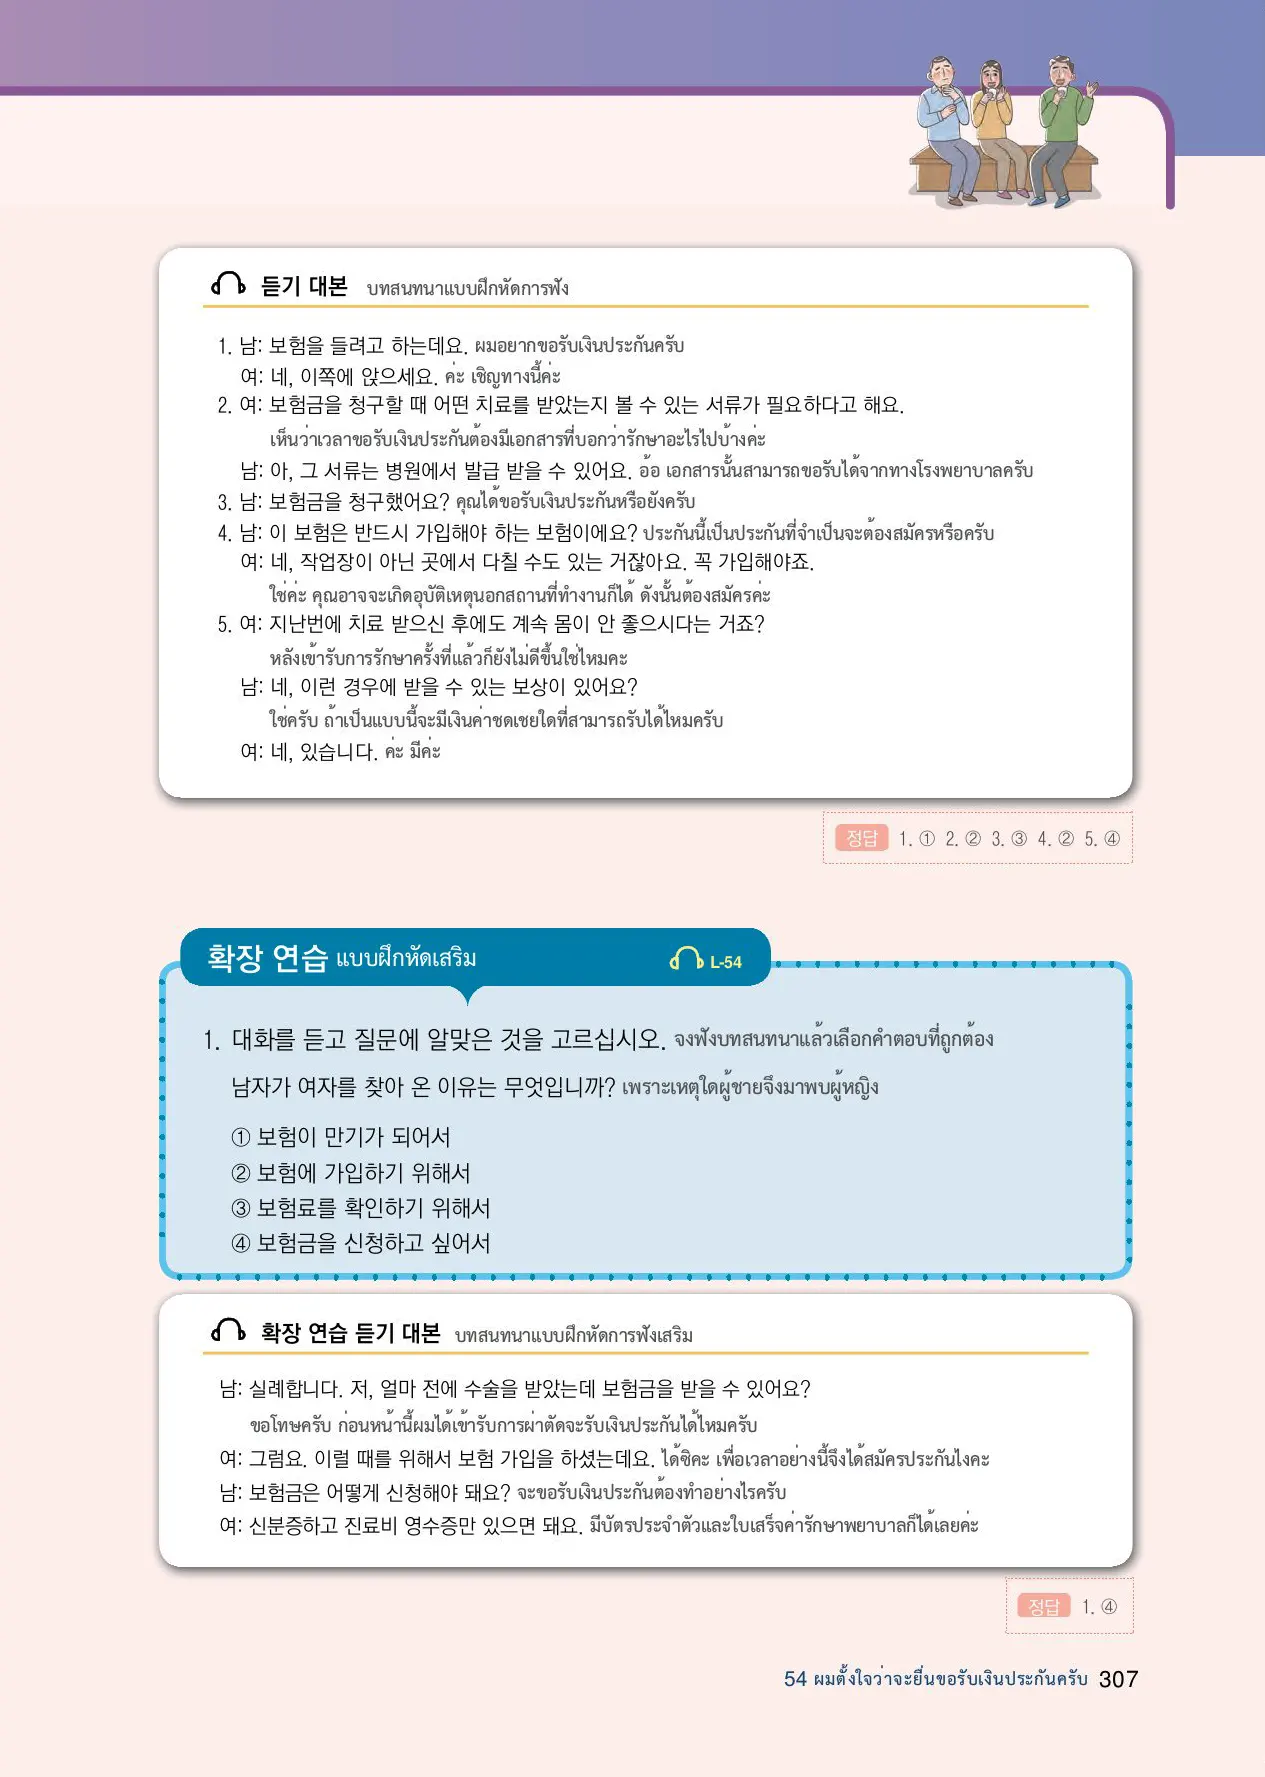 듣기 대본 บทสนทนาแบบฝึกหัดการฟัง
1. 남: 보험을 들려고 하는데요. ผมอยากขอรับเงินประกันครับ
여: 네, 이쪽에 앉으세요. ค่ะ เชิญทางนี้ค่ะ
2. 여: 보험금을 청구할 때 어떤 치료를 받았는지 볼 수 있는 서류가 필요하다고 해요.
เห็นว่าเวลาขอรับเงินประกันต้องมีเอกสารที่บอกว่ารักษาอะไรไปบ้างค่ะ
남: 아, 그 서류는 병원에서 발급 받을 수 있어요. อ้อ เอกสารนั้นสามารถขอรับได้จากทางโรงพยาบาลครับ
3. 남: 보험금을 청구했어요? คุณได้ขอรับเงินประกันหรือยังครับ
4. 남: 이 보험은 반드시 가입해야 하는 보험이에요? ประกันนี้เป็นประกันที่จำเป็นจะต้องสมัครหรือครับ
여: 네, 작업장이 아닌 곳에서 다칠 수도 있는 거잖아요. 꼭 가입해야죠.
ใช่ค่ะ คุณอาจจะเกิดอุบัติเหตุนอกสถานที่ทำงานก็ได้ ดังนั้นต้องสมัครค่ะ
5. 여: 지난번에 치료 받으신 후에도 계속 몸이 안 좋으시다는 거죠?
หลังเข้ารับการรักษาครั้งที่แล้วก็ยังไม่ดีขึ้นใช่ไหมคะ
남: 네, 이런 경우에 받을 수 있는 보상이 있어요?
ใช่ครับ ถ้าเป็นแบบนี้จะมีเงินค่าชดเชยใดที่สามารถรับได้ไหมครับ
여: 네, 있습니다. ค่ะ มีค่ะ
정답 1. ① 2. ② 3. ③ 4. ② 5. ④
확장 연습 แบบฝึกหัดเสริม L-54
1. 대화를 듣고 질문에 알맞은 것을 고르십시오. จงฟังบทสนทนาแล้วเลือกคำตอบที่ถูกต้อง
남자가 여자를 찾아 온 이유는 무엇입니까? เพราะเหตุใดผู้ชายจึงมาพบผู้หญิง
① 보험이 만기가 되어서
② 보험에 가입하기 위해서
③ 보험료를 확인하기 위해서
④ 보험금을 신청하고 싶어서
확장 연습 듣기 대본 บทสนทนาแบบฝึกหัดการฟังเสริม
남: 실례합니다. 저, 얼마 전에 수술을 받았는데 보험금을 받을 수 있어요?
ขอโทษครับ ก่อนหน้านี้ผมได้เข้ารับการผ่าตัดจะรับเงินประกันได้ไหมครับ
여: 그럼요. 이럴 때를 위해서 보험 가입을 하셨는데요. ได้ซิคะ เพื่อเวลาอย่างนี้จึงได้สมัครประกันไงคะ
남: 보험금은 어떻게 신청해야 돼요? จะขอรับเงินประกันต้องทำอย่างไรครับ
여: 신분증하고 진료비 영수증만 있으면 돼요. มีบัตรประจำตัวและใบเสร็จค่ารักษาพยาบาลก็ได้เลยค่ะ
정답 1. ④
54 ผมตั้งใจว่าจะยื่นขอรับเงินประกันครับ 307